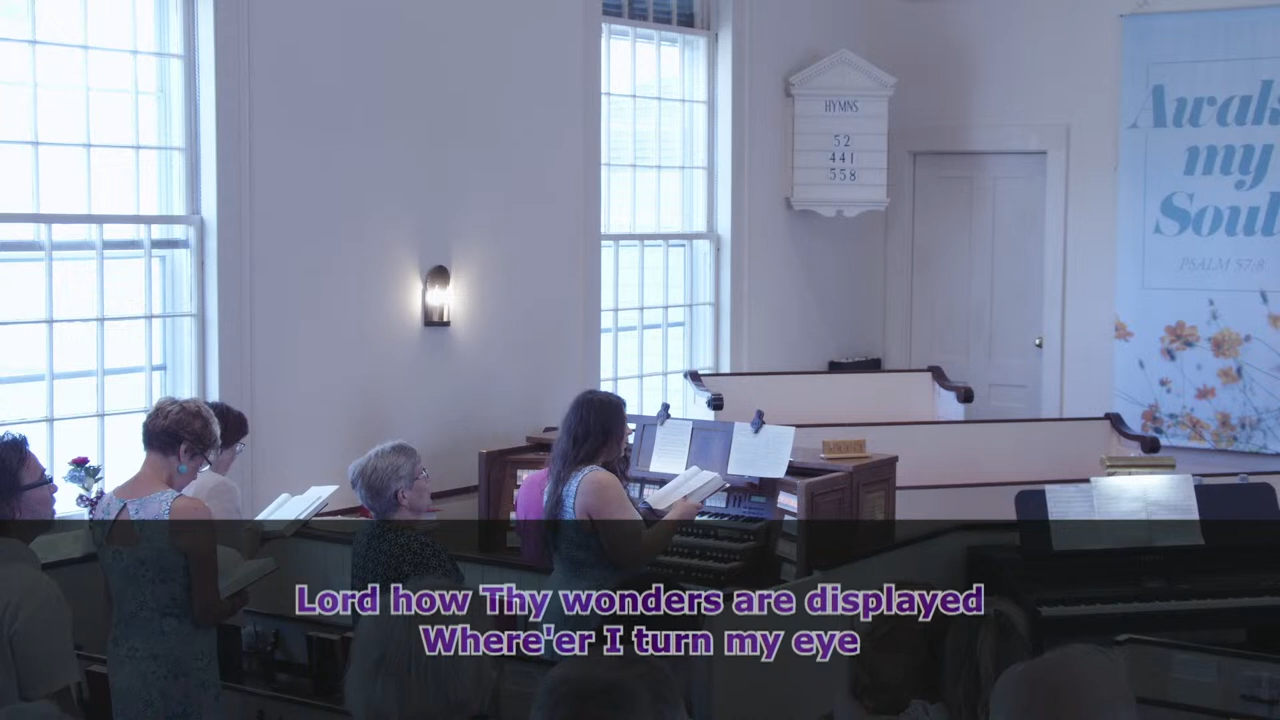 HYMNS
52
441
558
Awak
my
Soul
PSALM 57:8
Lord how Thy wonders are displayed
Where'er I turn my eye